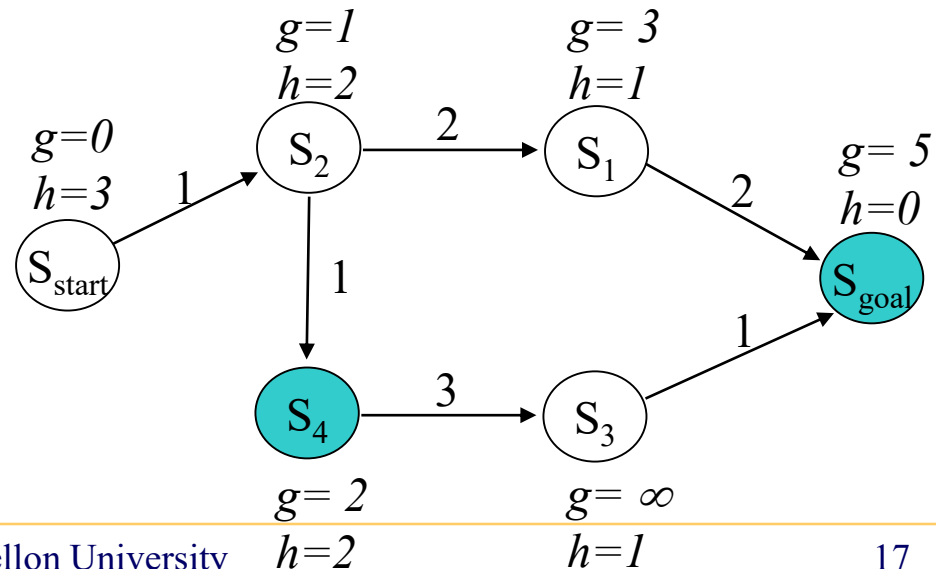 g=1
h=2
g= 3
h=1
g=0
h=3
1
S2
2
S1
2
g= 5
h=0
Sstart
1
Sgoal
S4
3
S3
1
g= 2
h=2
g= ∞
h=1
ellon University
17